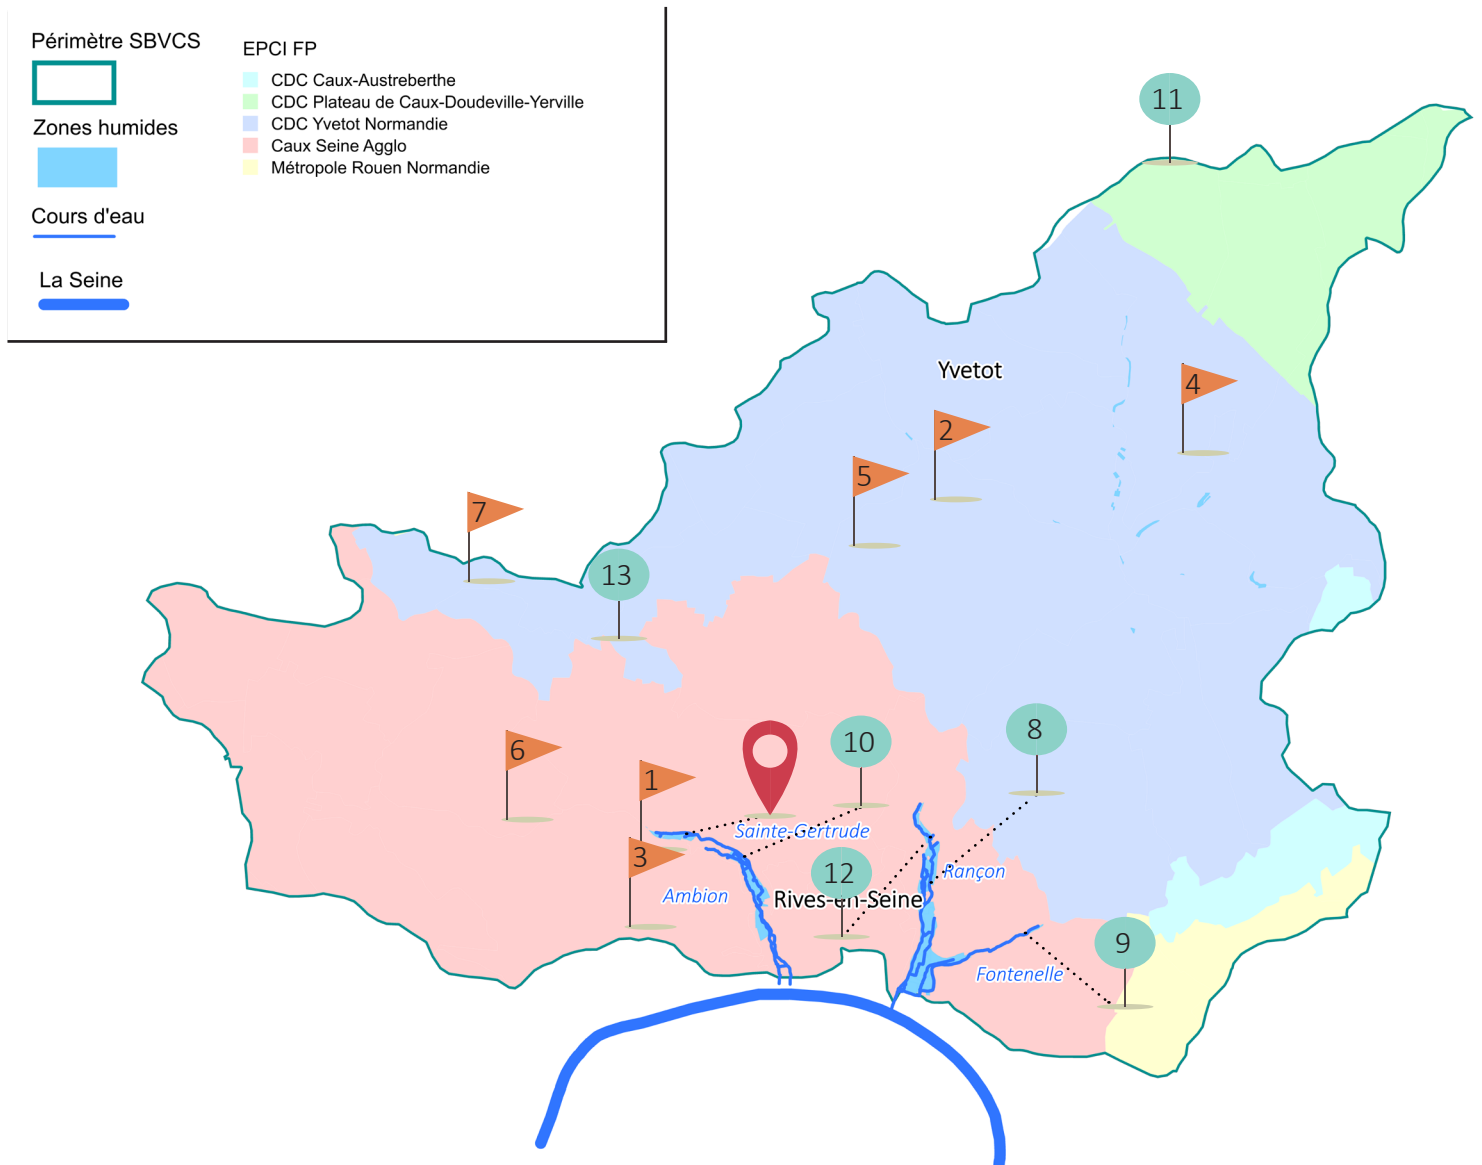 Périmètre SBVCS
Zones humides
Cours d'eau
La Seine
EPCI FP
CDC Caux-Austreberthe
CDC Plateau de Caux-Doudeville-Yerville
CDC Yvetot Normandie
Caux Seine Agglo
Métropole Rouen Normandie
11
Yvetot
4
2
5
7
13
6
1
10
8
Sainte-Gertrude
3
12
Rançon
Ambion
Rives-en-Seine
9
Fontenelle